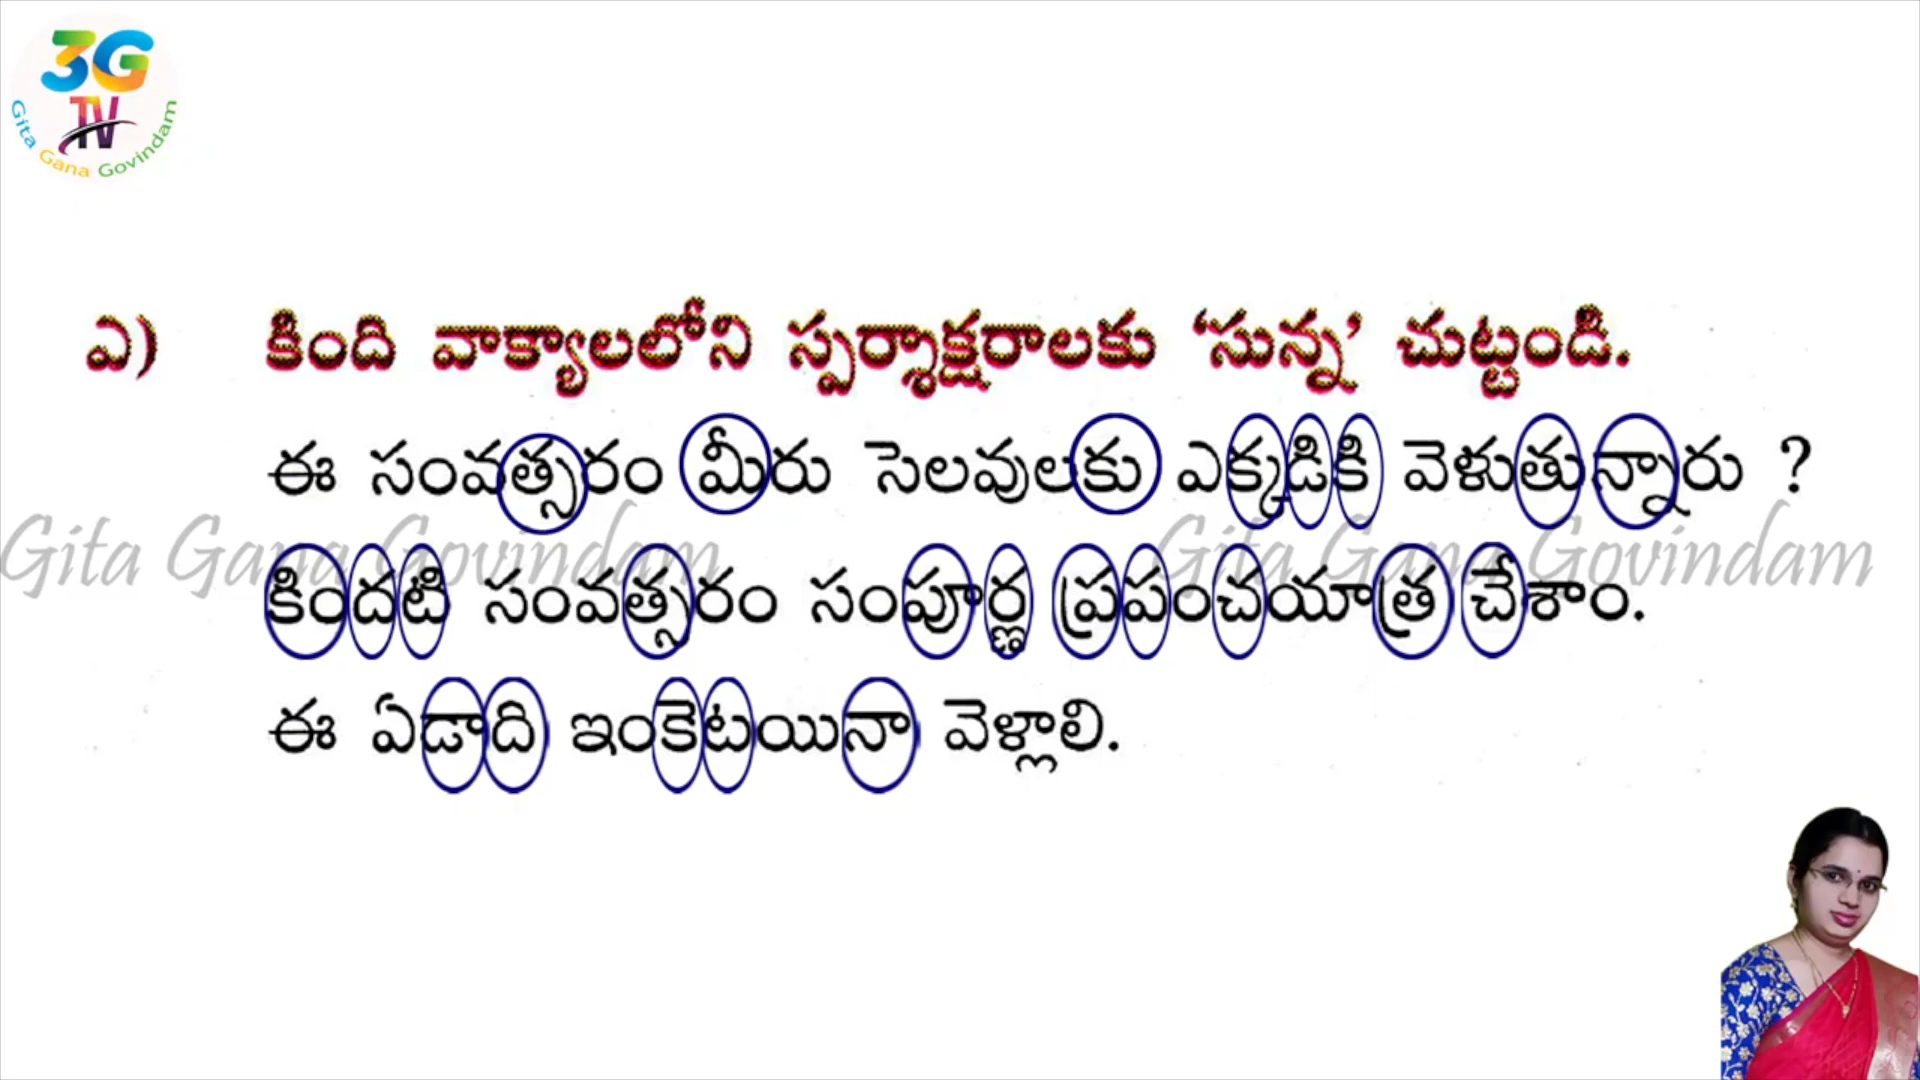 3G
TV
Gita Gana Govindam
ఎ) కింది వాక్యాలలోని స్పర్శాక్షరాలకు ‘సున్న’ చుట్టండి.
ఈ సంవత్సరం మీరు సెలవులకు ఎక్కడికి వెళుతున్నారు ?
Gita Gana Govindam Gita Gana Govindam
కిందటి సంవత్సరం సంపూర్ణ ప్రపంచయాత్ర చేశాం.
ఈ ఏడాది ఇంకెటయినా వెళ్లాలి.